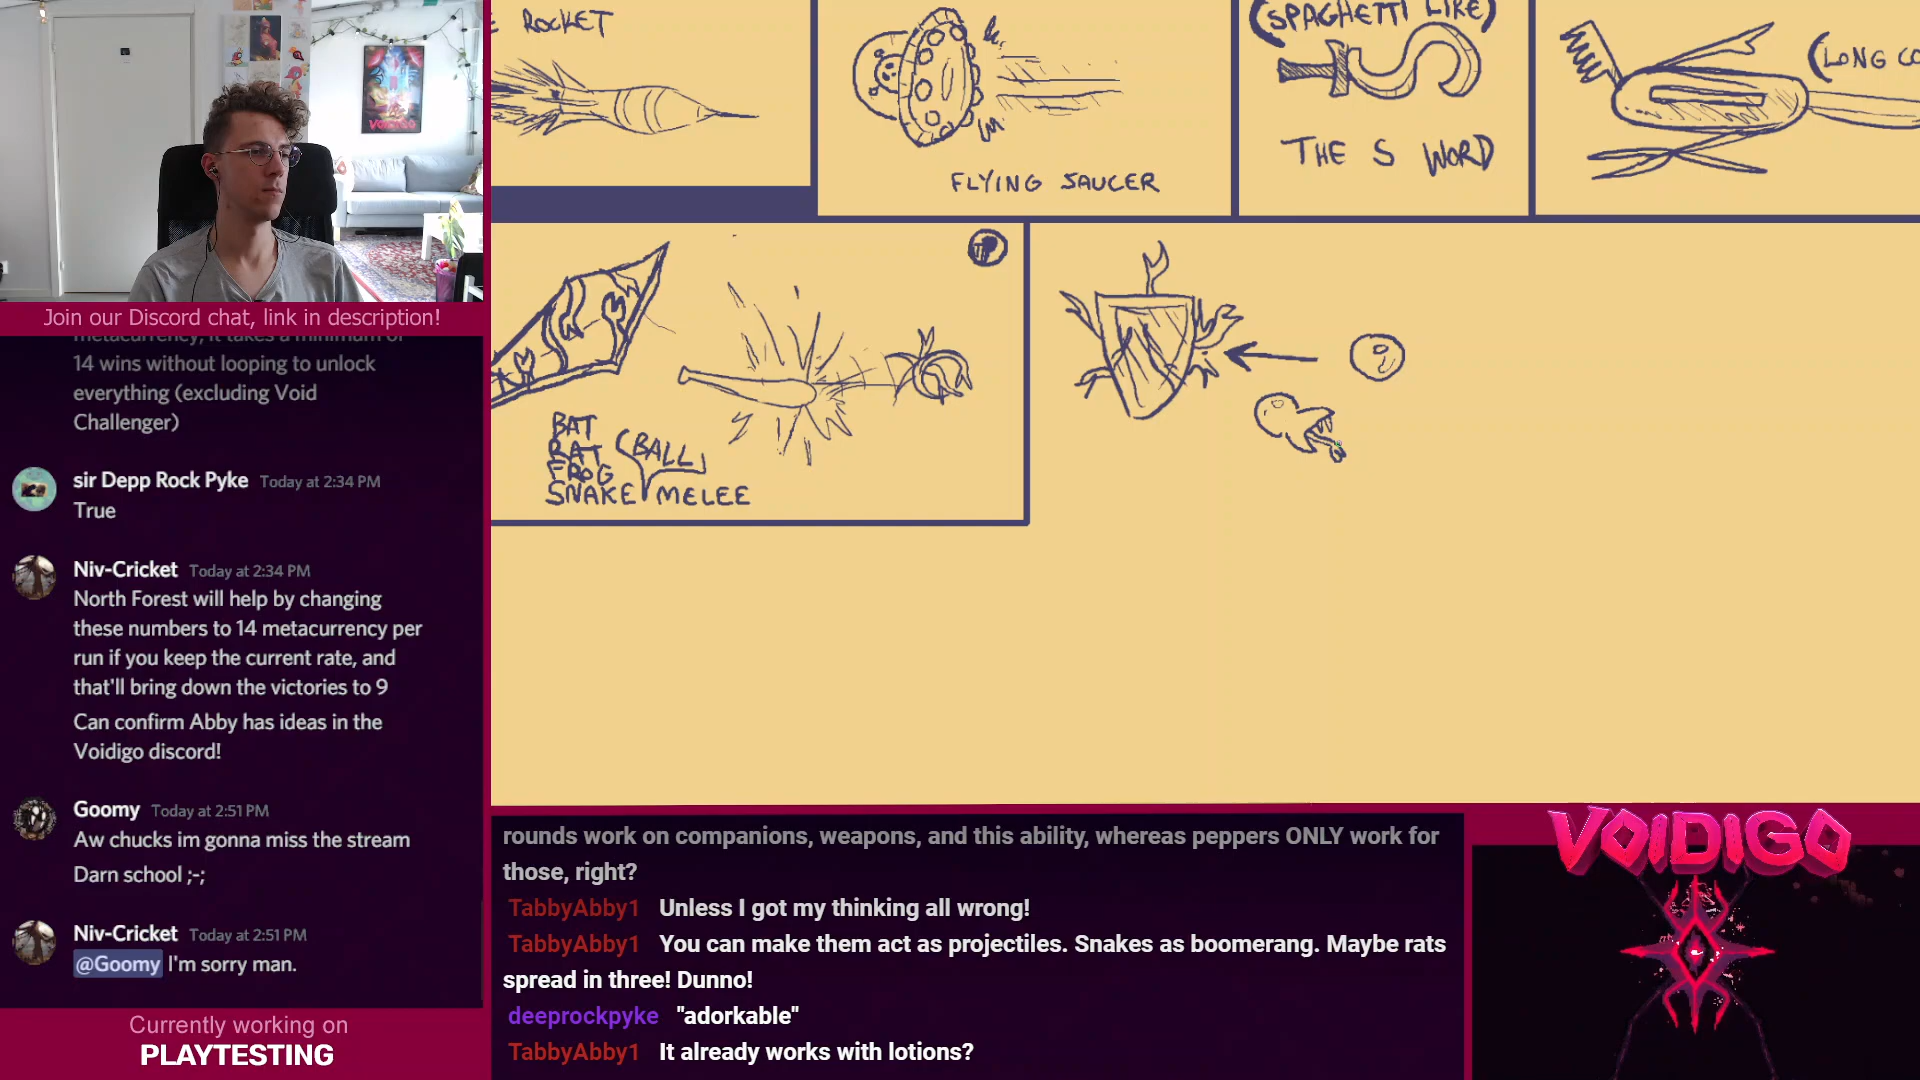 E ROCKET
FLYING SAUCER
(SPAGHETTI LIKE)
THE S WORD
(LONG CO
BAT
RAT
FROG
SNAKE
(BALL)
MELEE
VOIDIGO
Join our Discord chat, link in description!
metacurrency, it takes a minimum of
14 wins without looping to unlock
everything (excluding Void
Challenger)
sir Depp Rock Pyke Today at 2:34 PM
True
Niv-Cricket Today at 2:34 PM
North Forest will help by changing
these numbers to 14 metacurrency per
run if you keep the current rate, and
that'll bring down the victories to 9
Can confirm Abby has ideas in the
Voidigo discord!
Goomy Today at 2:51 PM
Aw chucks im gonna miss the stream
Darn school ;-;
Niv-Cricket Today at 2:51 PM
@Goomy I'm sorry man.
Currently working on
PLAYTESTING
rounds work on companions, weapons, and this ability, whereas peppers ONLY work for
those, right?
TabbyAbby1 Unless I got my thinking all wrong!
TabbyAbby1 You can make them act as projectiles. Snakes as boomerang. Maybe rats
spread in three! Dunno!
deeprockpyke "adorkable"
TabbyAbby1 It already works with lotions?
VOIDIGO